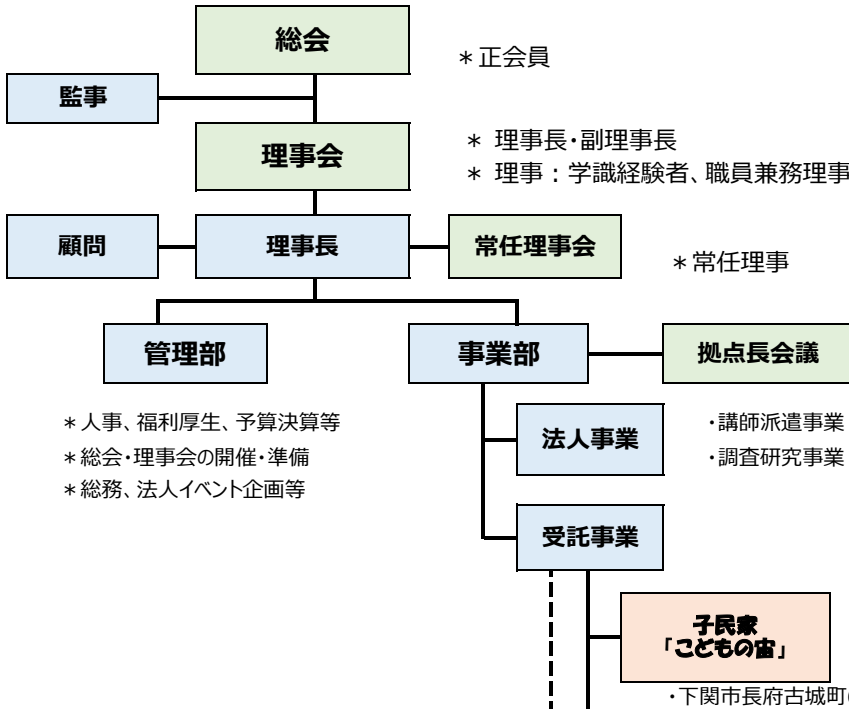 総会
＊正会員
監事
理事会
＊ 理事長・副理事長
＊ 理事：学識経験者、職員兼務理事
顧問
理事長
常任理事会
＊常任理事
管理部
事業部
拠点長会議
＊人事、福利厚生、予算決算等
＊総会・理事会の開催・準備
＊総務、法人イベント企画等
法人事業
・講師派遣事業
・調査研究事業
受託事業
子民家
「こどもの宙」
・下関市長府古城町